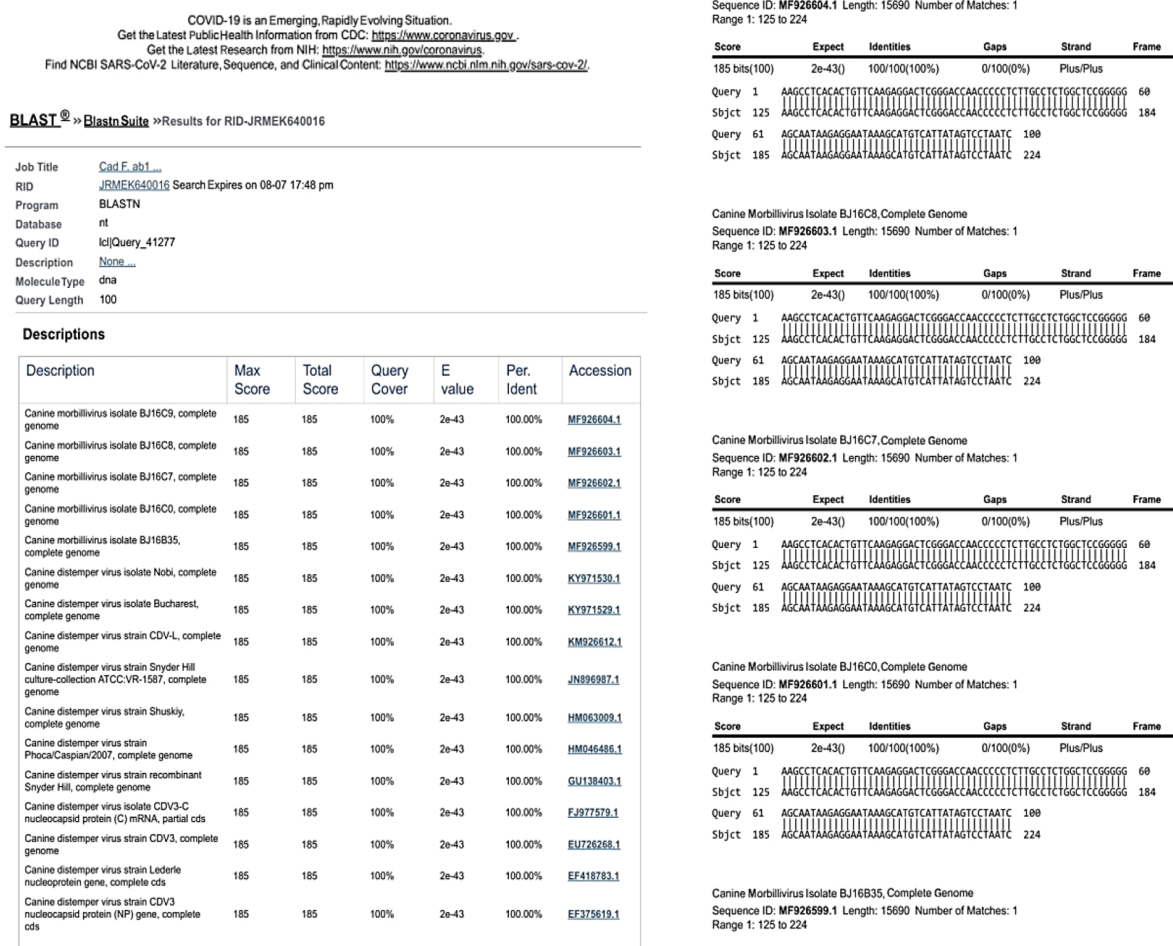 COVID-19 is an Emerging, Rapidly Evolving Situation.
Get the Latest PublicHealth Information from CDC: https://www.coronavirus.gov .
Get the Latest Research from NIH: https://www.nih.gov/coronavirus.
Find NCBI SARS-CoV-2 Literature, Sequence, and Clinical Content: https://www.ncbi.nlm.nih.gov/sars-cov-2/.
BLAST ® » Blastn Suite » Results for RID-JRMEK640016
Job Title Cad F. ab1 ...
RID JRMEK640016 Search Expires on 08-07 17:48 pm
Program BLASTN
Database nt
Query ID lcl|Query_41277
Description None ...
MoleculeType dna
Query Length 100
Descriptions
Description Max Score Total Score Query Cover E value Per. Ident Accession
Canine morbillivirus isolate BJ16C9, complete genome 185 185 100% 2e-43 100.00% MF926604.1
Canine morbillivirus isolate BJ16C8, complete genome 185 185 100% 2e-43 100.00% MF926603.1
Canine morbillivirus isolate BJ16C7, complete genome 185 185 100% 2e-43 100.00% MF926602.1
Canine morbillivirus isolate BJ16C0, complete genome 185 185 100% 2e-43 100.00% MF926601.1
Canine morbillivirus isolate BJ16B35, complete genome 185 185 100% 2e-43 100.00% MF926599.1
Canine distemper virus isolate Nobi, complete genome 185 185 100% 2e-43 100.00% KY971530.1
Canine distemper virus isolate Bucharest, complete genome 185 185 100% 2e-43 100.00% KY971529.1
Canine distemper virus strain CDV-L, complete genome 185 185 100% 2e-43 100.00% KM926612.1
Canine distemper virus strain Snyder Hill culture-collection ATCC:VR-1587, complete genome 185 185 100% 2e-43 100.00% JN896987.1
Canine distemper virus strain Shuskiy, complete genome 185 185 100% 2e-43 100.00% HM063009.1
Canine distemper virus strain Phoca/Caspian/2007, complete genome 185 185 100% 2e-43 100.00% HM046486.1
Canine distemper virus strain recombinant Snyder Hill, complete genome 185 185 100% 2e-43 100.00% GU138403.1
Canine distemper virus isolate CDV3-C nucleocapsid protein (C) mRNA, partial cds 185 185 100% 2e-43 100.00% FJ977579.1
Canine distemper virus strain CDV3, complete genome 185 185 100% 2e-43 100.00% EU726268.1
Canine distemper virus strain Lederle nucleoprotein gene, complete cds 185 185 100% 2e-43 100.00% EF418783.1
Canine distemper virus strain CDV3 nucleocapsid protein (NP) gene, complete cds 185 185 100% 2e-43 100.00% EF375619.1
Sequence ID: MF926604.1 Length: 15690 Number of Matches: 1
Range 1: 125 to 224
Score Expect Identities Gaps Strand Frame
185 bits(100) 2e-43() 100/100(100%) 0/100(0%) Plus/Plus
Query 1 AAGCCTCACACTGTTCAAGAGGACTCGGGACCAACCCCCTCTTGCCTCTGGCTCCGGGGG 60
Sbjct 125 AAGCCTCACACTGTTCAAGAGGACTCGGGACCAACCCCCTCTTGCCTCTGGCTCCGGGGG 184
Query 61 AGCAATAAGAGGAATAAAGCATGTCATTATAGTCCTAATC 100
Sbjct 185 AGCAATAAGAGGAATAAAGCATGTCATTATAGTCCTAATC 224
Canine Morbillivirus Isolate BJ16C8, Complete Genome
Sequence ID: MF926603.1 Length: 15690 Number of Matches: 1
Range 1: 125 to 224
Score Expect Identities Gaps Strand Frame
185 bits(100) 2e-43() 100/100(100%) 0/100(0%) Plus/Plus
Query 1 AAGCCTCACACTGTTCAAGAGGACTCGGGACCAACCCCCTCTTGCCTCTGGCTCCGGGGG 60
Sbjct 125 AAGCCTCACACTGTTCAAGAGGACTCGGGACCAACCCCCTCTTGCCTCTGGCTCCGGGGG 184
Query 61 AGCAATAAGAGGAATAAAGCATGTCATTATAGTCCTAATC 100
Sbjct 185 AGCAATAAGAGGAATAAAGCATGTCATTATAGTCCTAATC 224
Canine Morbillivirus Isolate BJ16C7, Complete Genome
Sequence ID: MF926602.1 Length: 15690 Number of Matches: 1
Range 1: 125 to 224
Score Expect Identities Gaps Strand Frame
185 bits(100) 2e-43() 100/100(100%) 0/100(0%) Plus/Plus
Query 1 AAGCCTCACACTGTTCAAGAGGACTCGGGACCAACCCCCTCTTGCCTCTGGCTCCGGGGG 60
Sbjct 125 AAGCCTCACACTGTTCAAGAGGACTCGGGACCAACCCCCTCTTGCCTCTGGCTCCGGGGG 184
Query 61 AGCAATAAGAGGAATAAAGCATGTCATTATAGTCCTAATC 100
Sbjct 185 AGCAATAAGAGGAATAAAGCATGTCATTATAGTCCTAATC 224
Canine Morbillivirus Isolate BJ16C0, Complete Genome
Sequence ID: MF926601.1 Length: 15690 Number of Matches: 1
Range 1: 125 to 224
Score Expect Identities Gaps Strand Frame
185 bits(100) 2e-43() 100/100(100%) 0/100(0%) Plus/Plus
Query 1 AAGCCTCACACTGTTCAAGAGGACTCGGGACCAACCCCCTCTTGCCTCTGGCTCCGGGGG 60
Sbjct 125 AAGCCTCACACTGTTCAAGAGGACTCGGGACCAACCCCCTCTTGCCTCTGGCTCCGGGGG 184
Query 61 AGCAATAAGAGGAATAAAGCATGTCATTATAGTCCTAATC 100
Sbjct 185 AGCAATAAGAGGAATAAAGCATGTCATTATAGTCCTAATC 224
Canine Morbillivirus Isolate BJ16B35, Complete Genome
Sequence ID: MF926599.1 Length: 15690 Number of Matches: 1
Range 1: 125 to 224